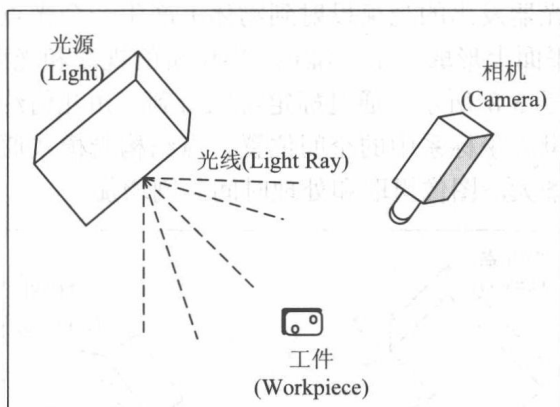 光源
(Light)
相机
(Camera)
光线(Light Ray)
工件
(Workpiece)